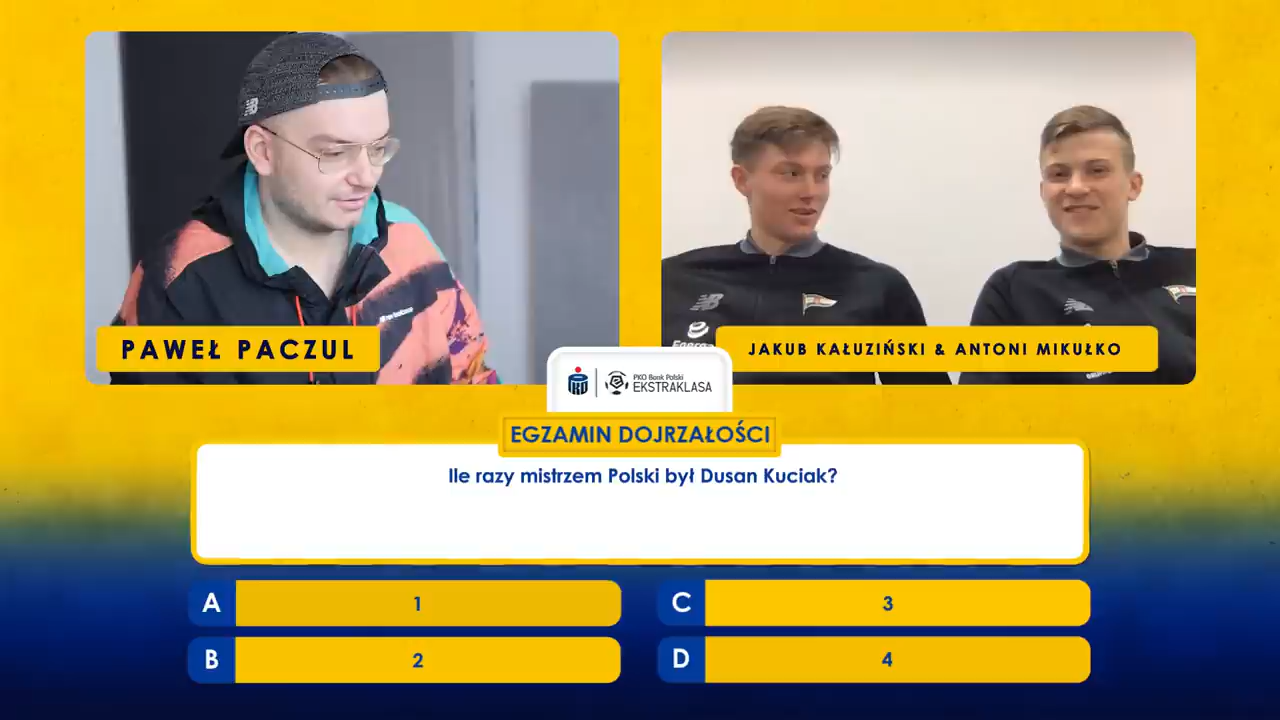 PAWEŁ PACZUL
JAKUB KAŁUZIŃSKI & ANTONI MIKUŁKO
PKO Bank Polski
EKSTRAKLASA
EGZAMIN DOJRZAŁOŚCI
Ile razy mistrzem Polski był Dusan Kuciak?
A 1
C 3
B 2
D 4